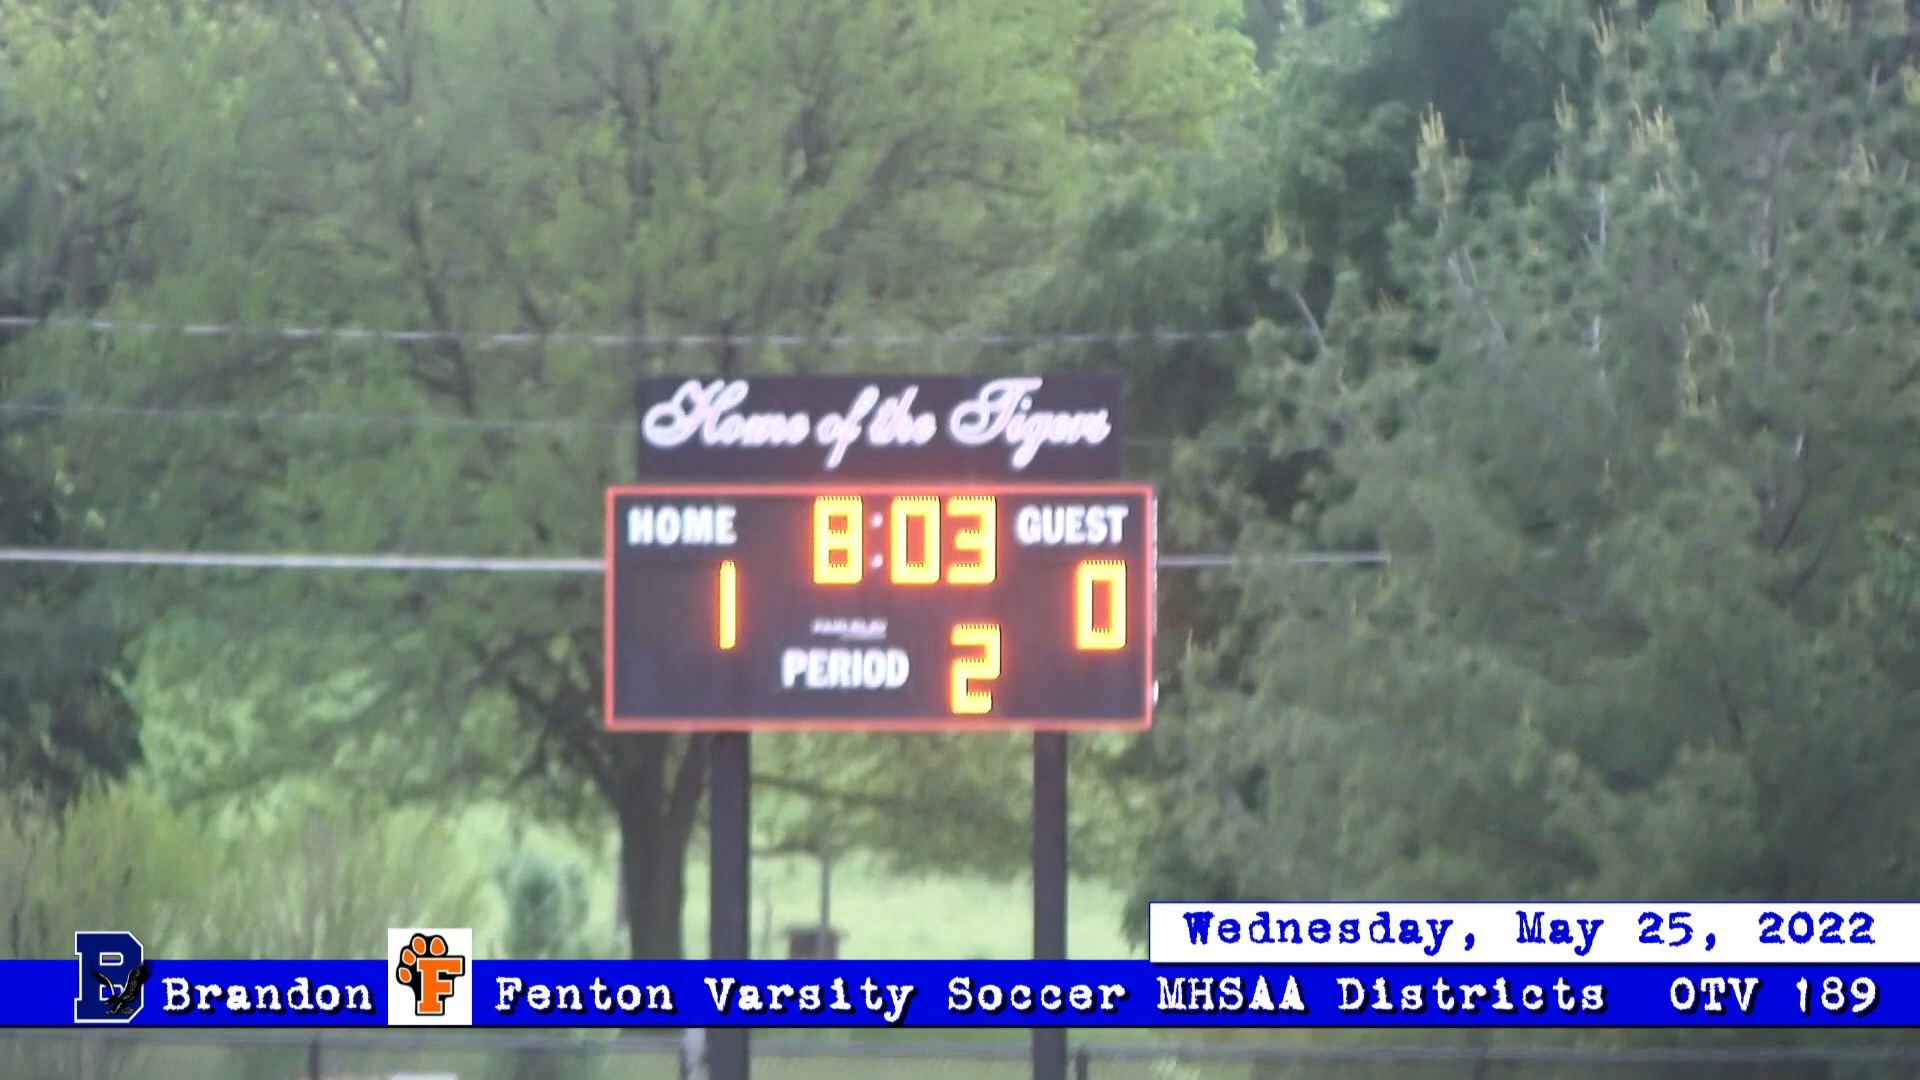 Home of the Tigers
HOME 8:03 GUEST
1 0
PERIOD 2
Wednesday, May 25, 2022
B Brandon F Fenton Varsity Soccer MHSAA Districts OTV 189